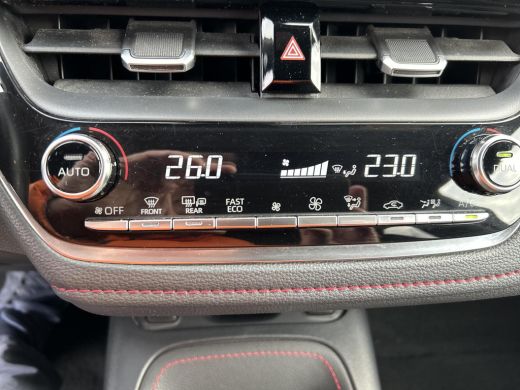 AUTO 26.0 23.0 DUAL
OFF FRONT REAR FAST ECO A/C